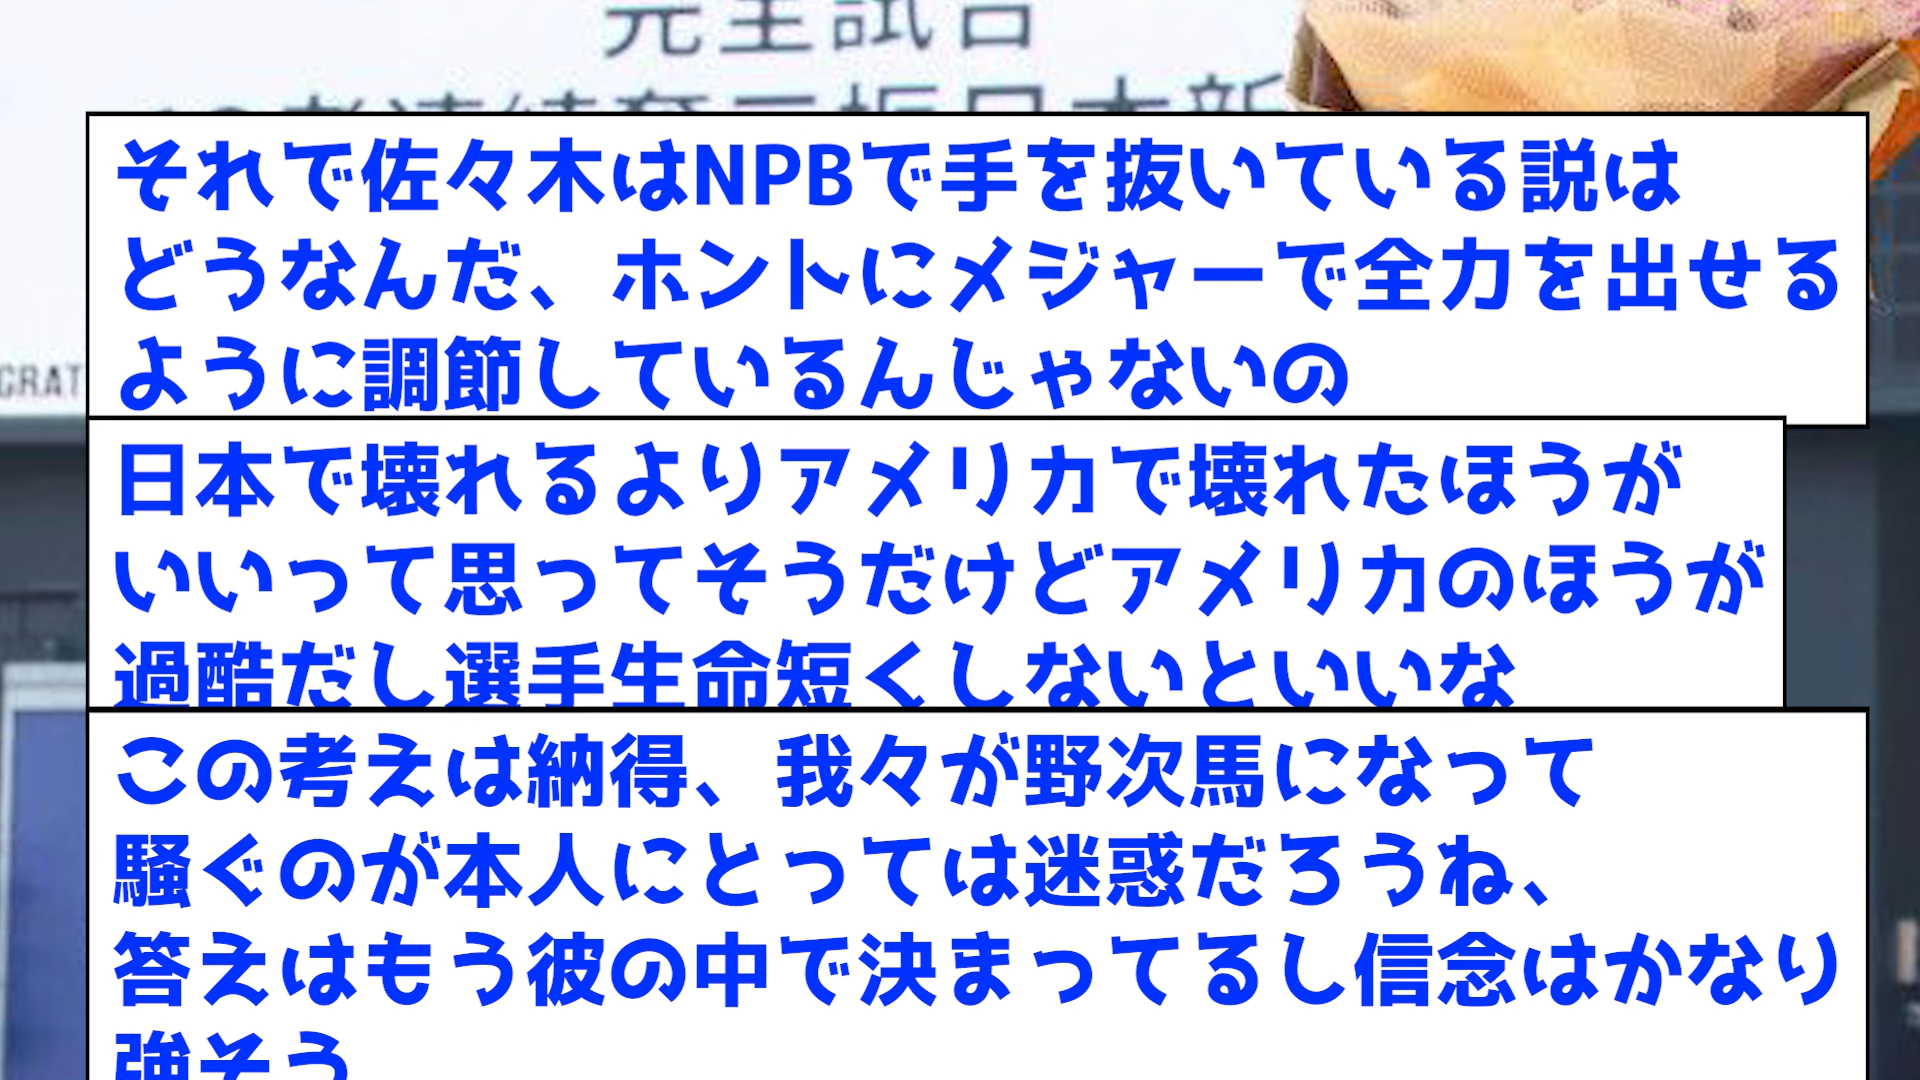 完全試合
それで佐々木はNPBで手を抜いている説は
どうなんだ、ホントにメジャーで全力を出せる
ように調節しているんじゃないの
GRAT
日本で壊れるよりアメリカで壊れたほうが
いいって思ってそうだけどアメリカのほうが
過酷だし選手生命短くしないといいな
この考えは納得、我々が野次馬になって
騒ぐのが本人にとっては迷惑だろうね、
答えはもう彼の中で決まってるし信念はかなり
強そう